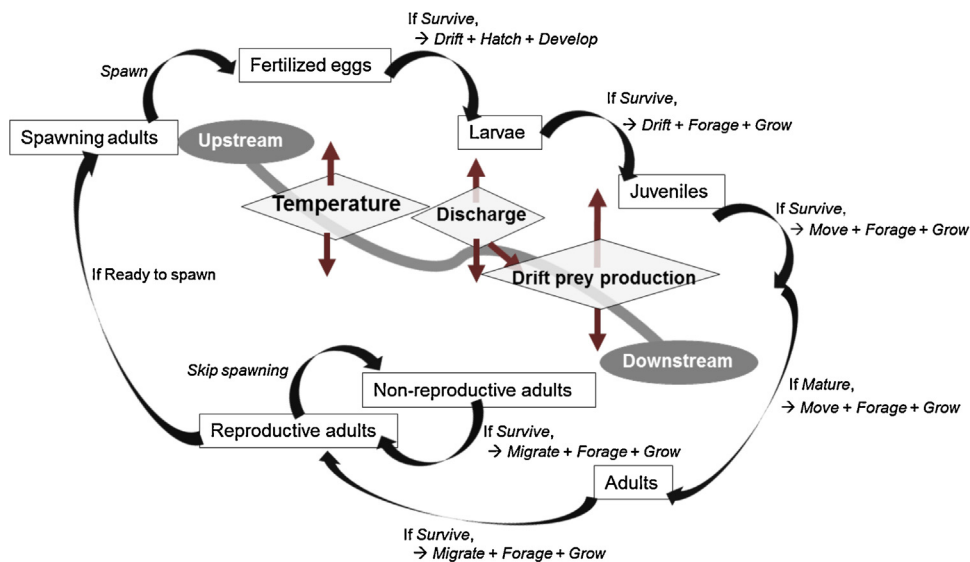 If Survive,
→ Drift + Hatch + Develop
Spawn
Fertilized eggs
If Survive,
→ Drift + Forage + Grow
Spawning adults
Upstream
Larvae
Juveniles
Temperature
Discharge
If Survive,
→ Move + Forage + Grow
If Ready to spawn
Drift prey production
Downstream
Skip spawning
Non-reproductive adults
If Mature,
→ Move + Forage + Grow
Reproductive adults
If Survive,
→ Migrate + Forage + Grow
Adults
If Survive,
→ Migrate + Forage + Grow